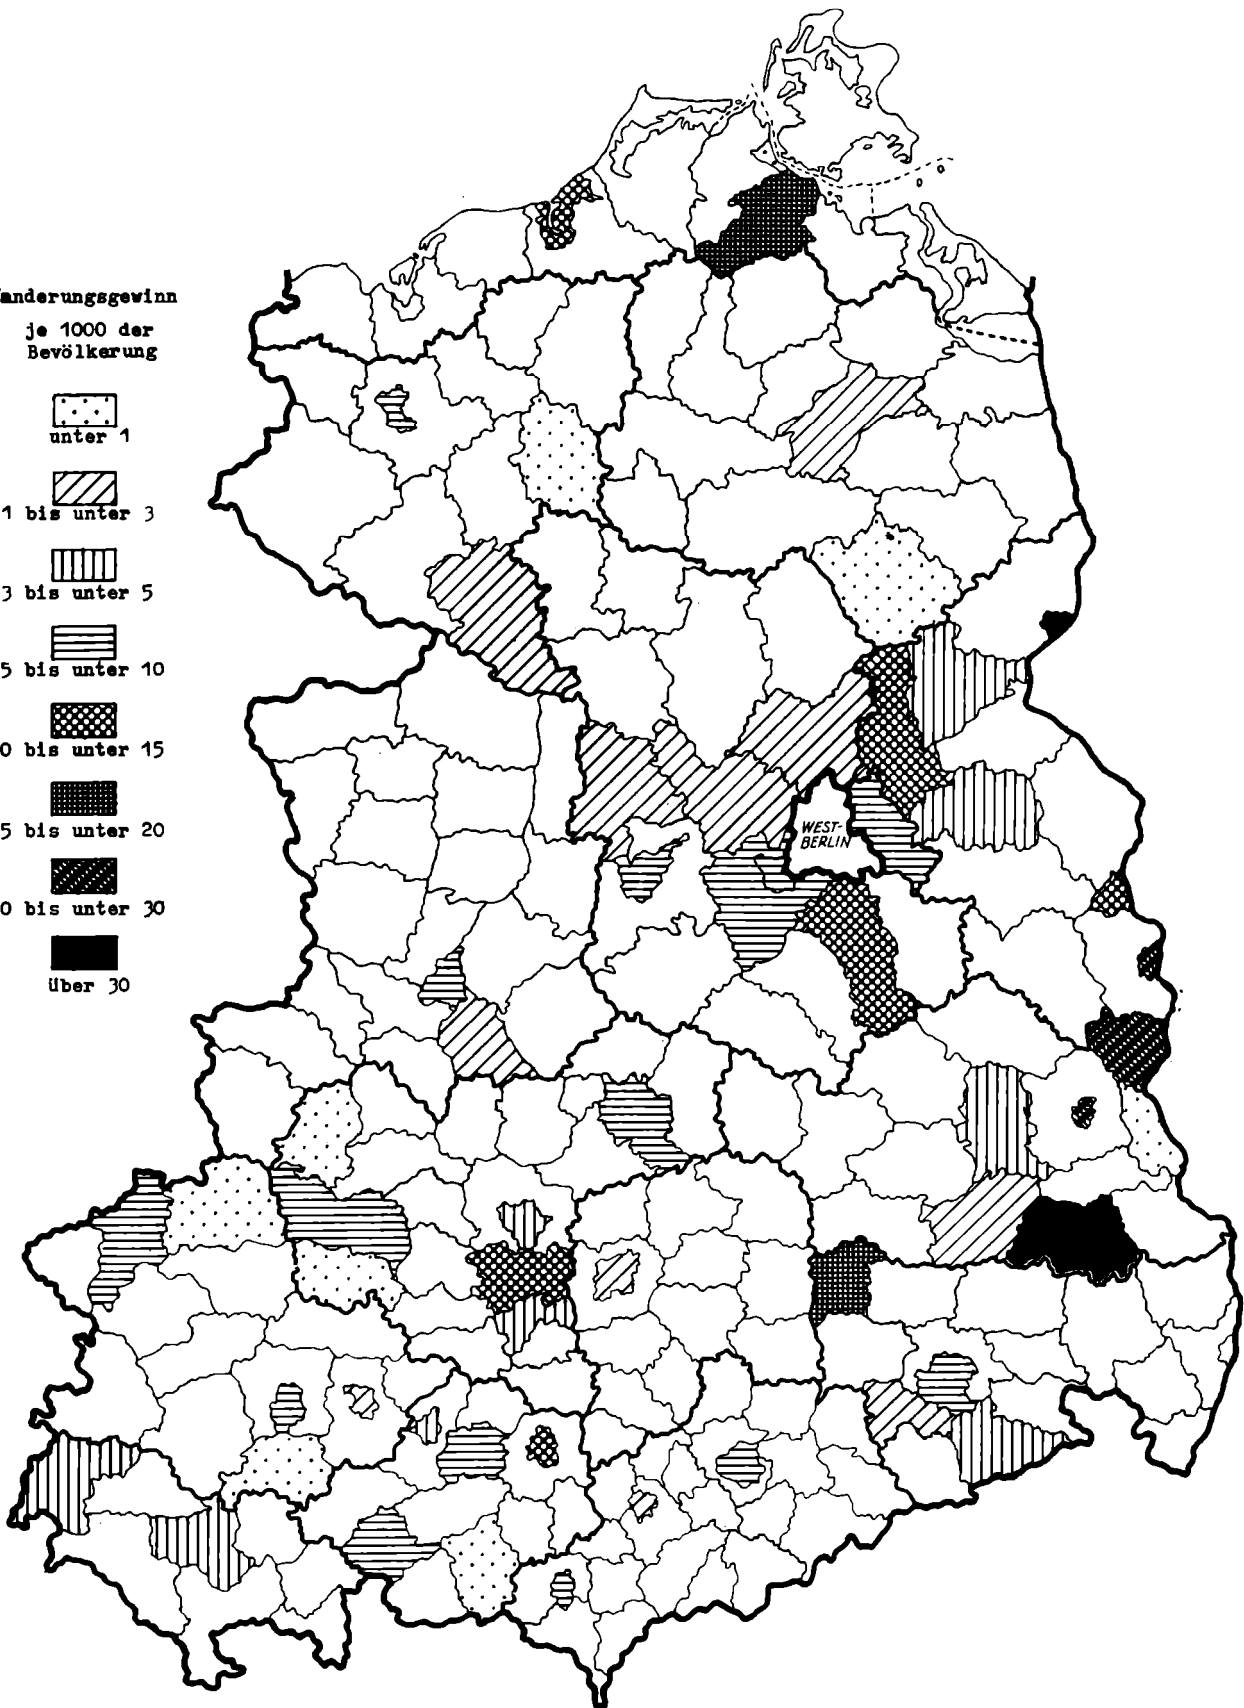 anderungsgewinn
je 1000 der
Bevölkerung
unter 1
1 bis unter 3
3 bis unter 5
5 bis unter 10
0 bis unter 15
5 bis unter 20
0 bis unter 30
über 30
WEST-
BERLIN